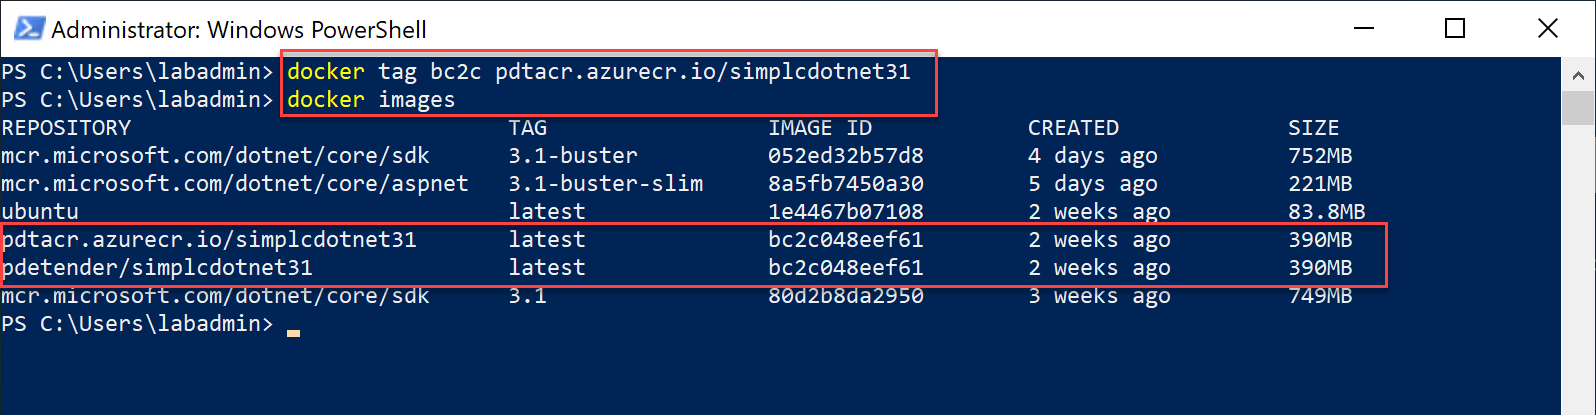 Administrator: Windows PowerShell
PS C:\Users\labadmin> docker tag bc2c pdtacr.azurecr.io/simplcdotnet31
PS C:\Users\labadmin> docker images
REPOSITORY TAG IMAGE ID CREATED SIZE
mcr.microsoft.com/dotnet/core/sdk 3.1-buster 052ed32b57d8 4 days ago 752MB
mcr.microsoft.com/dotnet/core/aspnet 3.1-buster-slim 8a5fb7450a30 5 days ago 221MB
ubuntu latest 1e4467b07108 2 weeks ago 83.8MB
pdtacr.azurecr.io/simplcdotnet31 latest bc2c048eef61 2 weeks ago 390MB
pdetender/simplcdotnet31 latest bc2c048eef61 2 weeks ago 390MB
mcr.microsoft.com/dotnet/core/sdk 3.1 80d2b8da2950 3 weeks ago 749MB
PS C:\Users\labadmin>